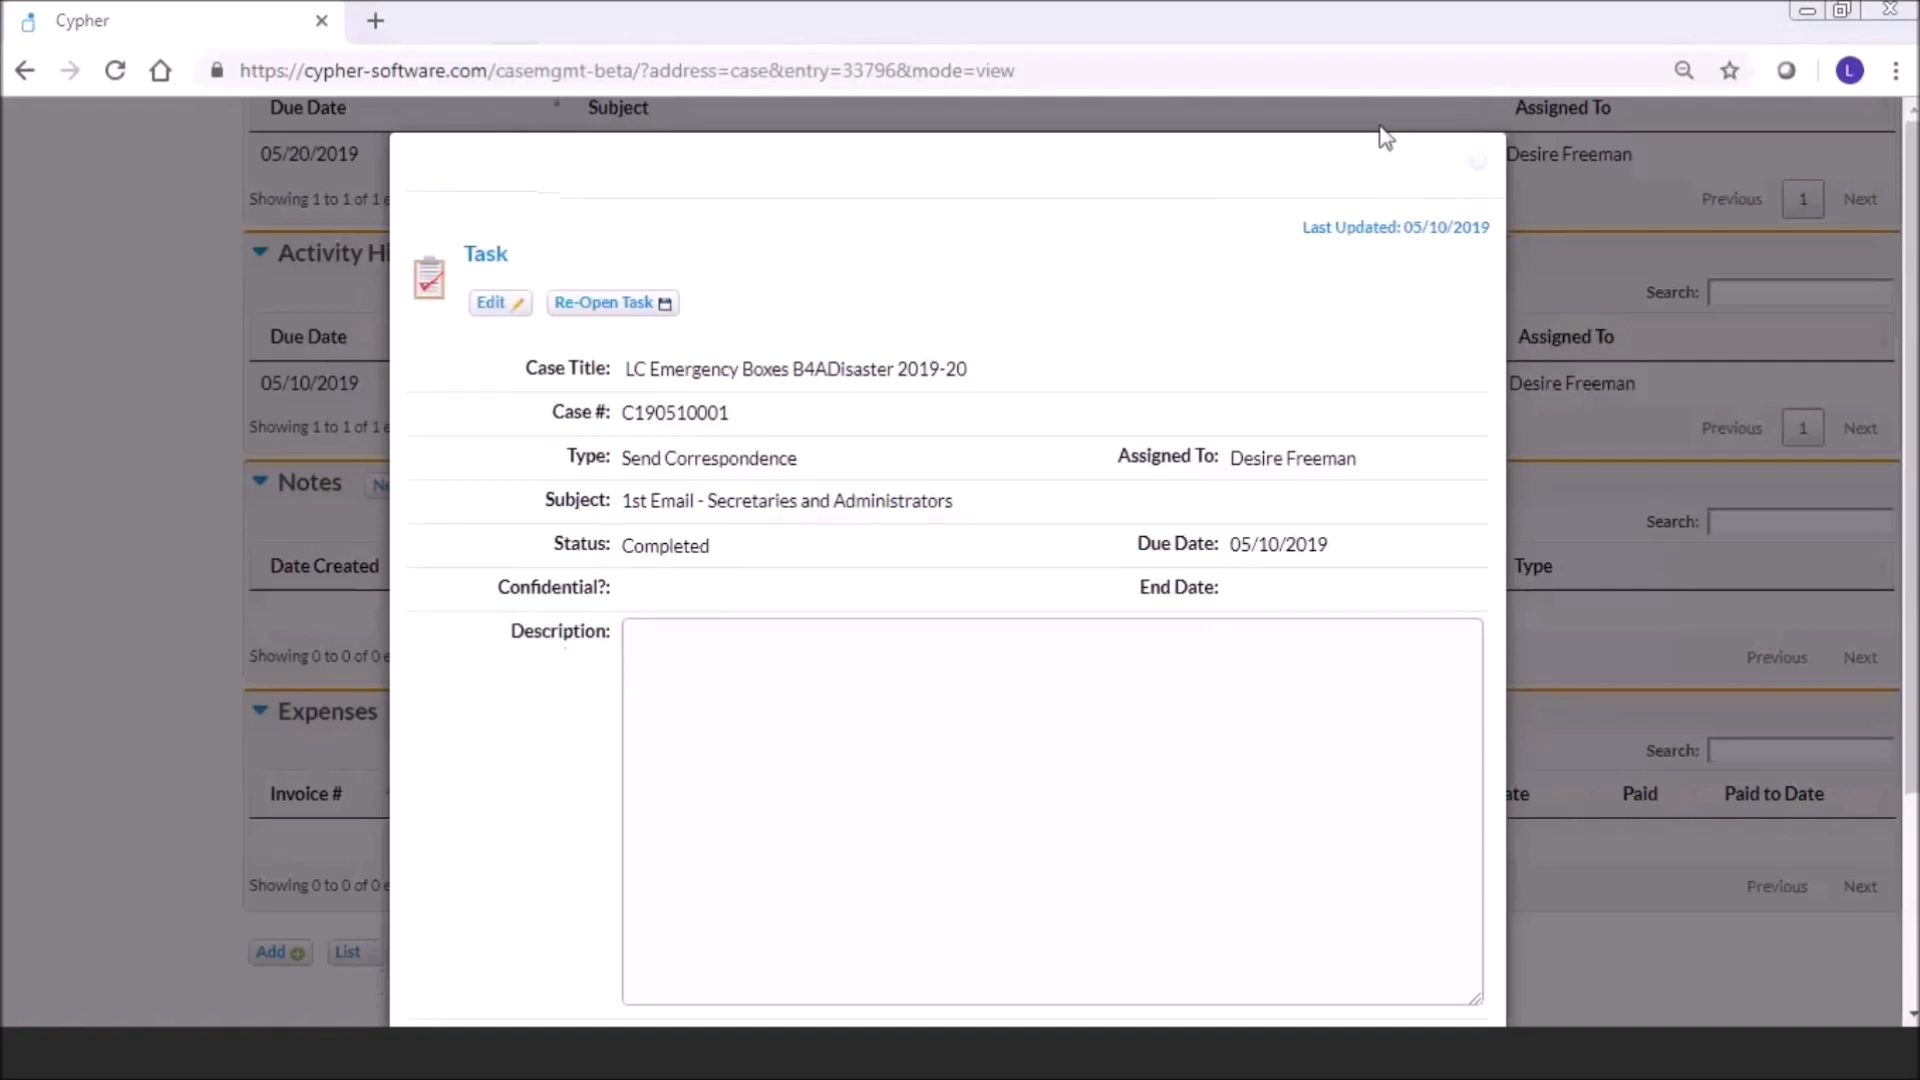 Cypher
https://cypher-software.com/casemgmt-beta/?address=case&entry=33796&mode=view
L
Due Date Subject Assigned To
05/20/2019 Desire Freeman
Showing 1 to 1 of 1 e Previous 1 Next
Last Updated: 05/10/2019
Activity Hi
Task
Search:
Edit Re-Open Task
Due Date Assigned To
Case Title: LC Emergency Boxes B4ADisaster 2019-20
05/10/2019 Desire Freeman
Case #: C190510001
Showing 1 to 1 of 1 e Previous 1 Next
Type: Send Correspondence Assigned To: Desire Freeman
Notes Ne
Subject: 1st Email - Secretaries and Administrators
Search:
Status: Completed Due Date: 05/10/2019
Date Created Type
Confidential?: End Date:
Description:
Showing 0 to 0 of 0 e Previous Next
Expenses
Search:
Invoice # ate Paid Paid to Date
Showing 0 to 0 of 0 e Previous Next
Add List